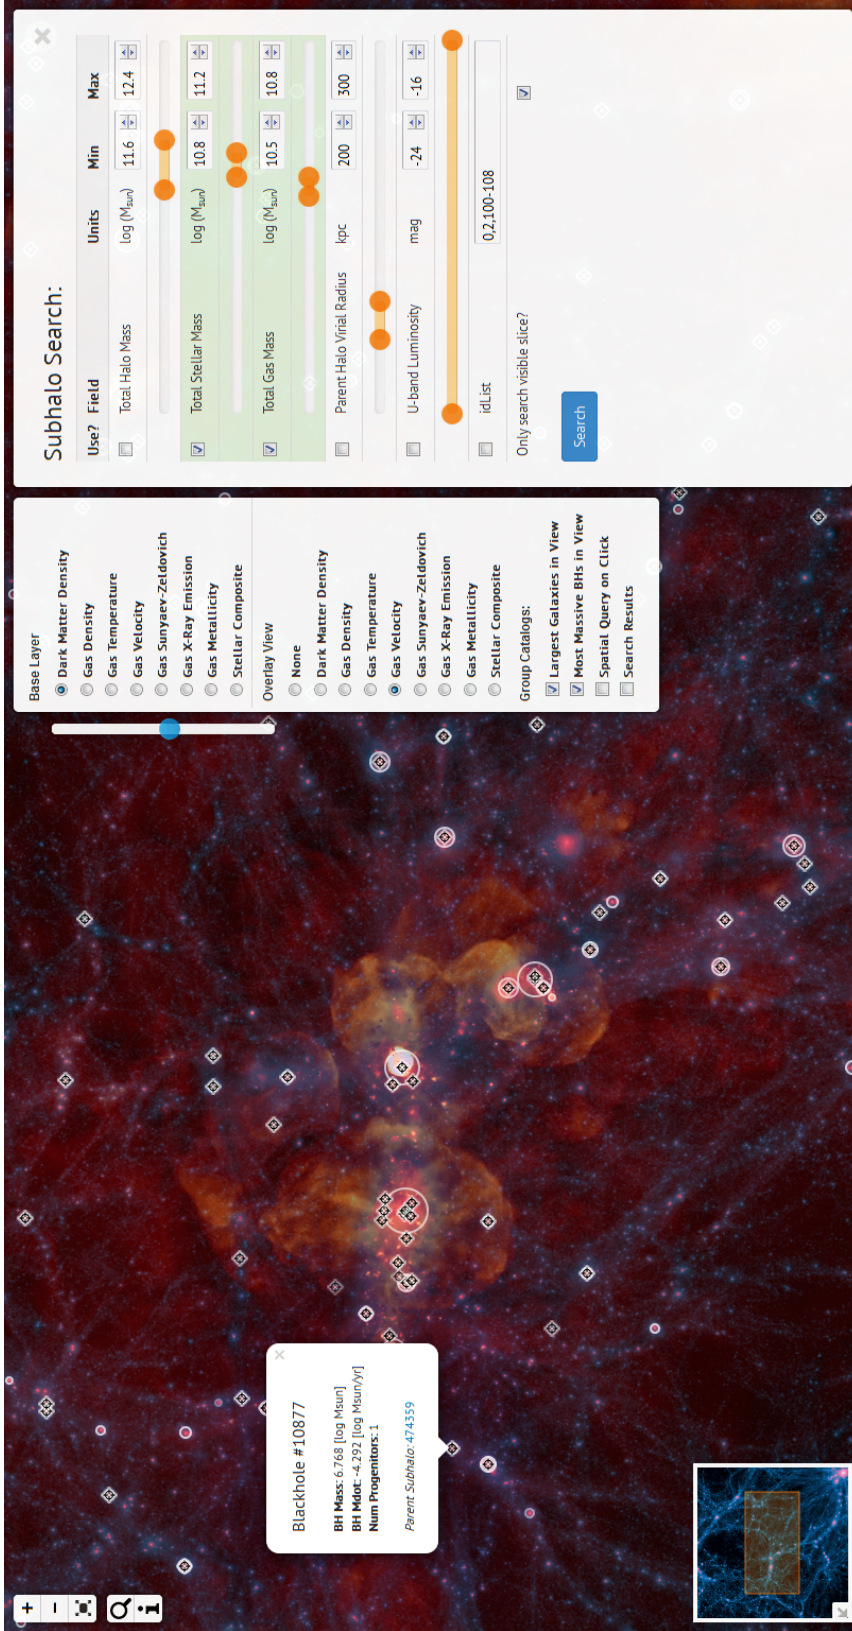 +
−
i
Blackhole #10877
×
BH Mass: 6.768 [log Msun]
BH Mdot: -4.292 [log Msun/yr]
Num Progenitors: 1
Parent Subhalo: 474359
Base Layer
Dark Matter Density
Gas Density
Gas Temperature
Gas Velocity
Gas Sunyaev-Zeldovich
Gas X-Ray Emission
Gas Metallicity
Stellar Composite
Overlay View
None
Dark Matter Density
Gas Density
Gas Temperature
Gas Velocity
Gas Sunyaev-Zeldovich
Gas X-Ray Emission
Gas Metallicity
Stellar Composite
Group Catalogs:
Largest Galaxies in View
Most Massive BHs in View
Spatial Query on Click
Search Results
×
Subhalo Search:
Use? Field Units Min Max
Total Halo Mass log (Msun) 11.6 12.4
Total Stellar Mass log (Msun) 10.8 11.2
Total Gas Mass log (Msun) 10.5 10.8
Parent Halo Virial Radius kpc 200 300
U-band Luminosity mag -24 -16
idList 0,2,100-108
Only search visible slice?
Search